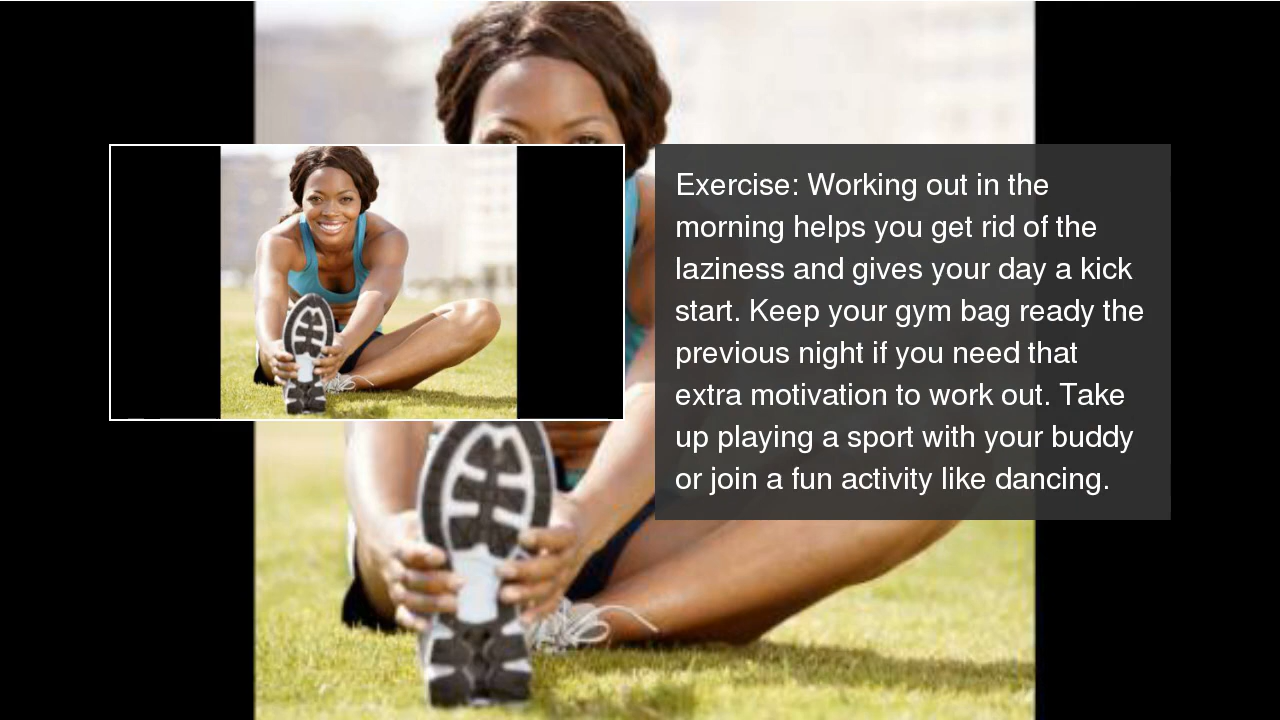 Exercise: Working out in the
morning helps you get rid of the
laziness and gives your day a kick
start. Keep your gym bag ready the
previous night if you need that
extra motivation to work out. Take
up playing a sport with your buddy
or join a fun activity like dancing.